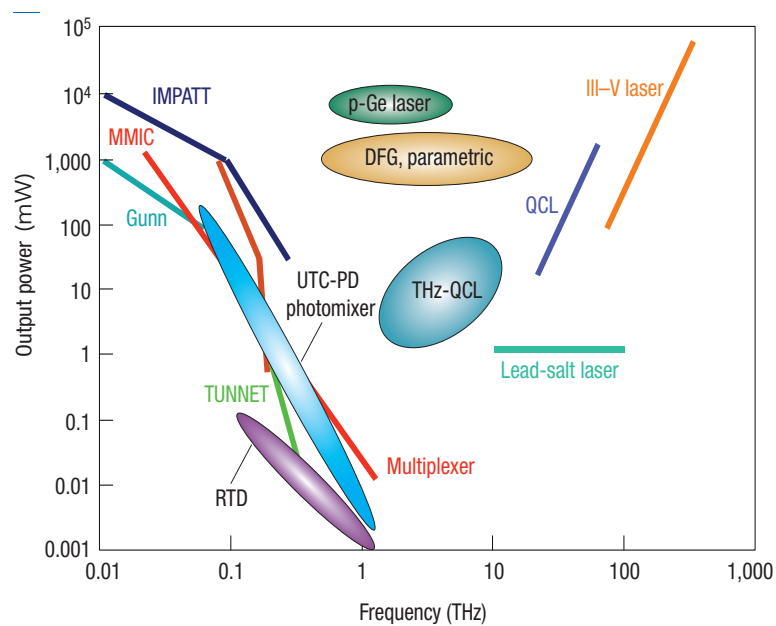 10⁵
10⁴
1,000
100
10
1
0.1
0.01
0.001
Output power (mW)
IMPATT
MMIC
Gunn
p-Ge laser
DFG, parametric
III–V laser
QCL
UTC-PD
photomixer
THz-QCL
Lead-salt laser
TUNNET
Multiplexer
RTD
0.01
0.1
1
10
100
1,000
Frequency (THz)